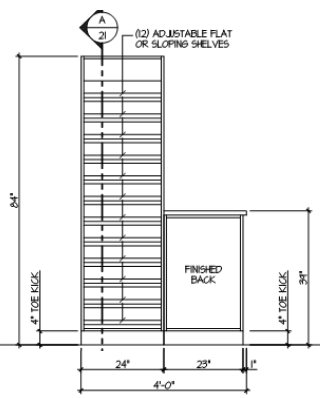 A
21
(12) ADJUSTABLE FLAT
OR SLOPING SHELVES
84"
4" TOE KICK
FINISHED
BACK
4" TOE KICK
39"
24"
23"
1"
4'-0"